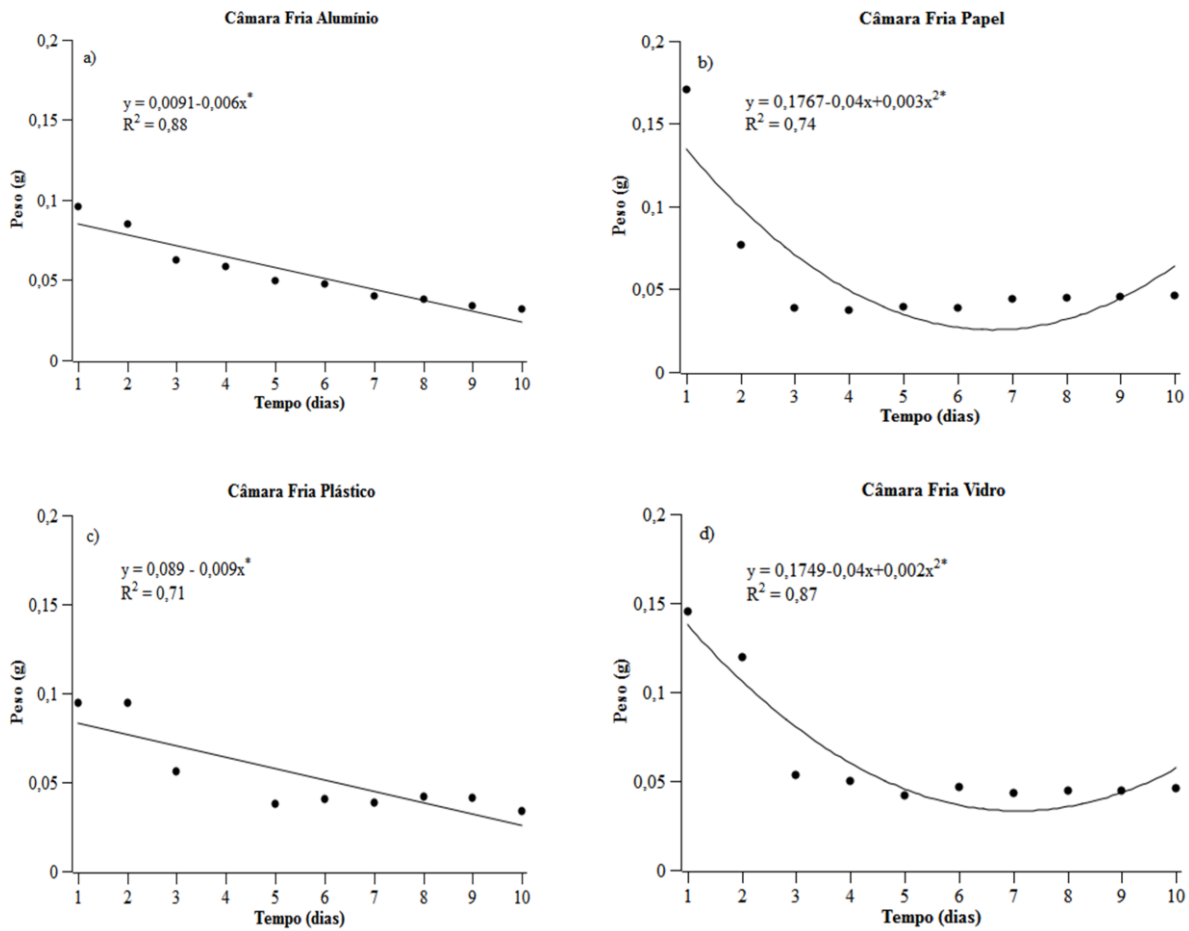 Câmara Fria Alumínio
a)
y = 0,0091-0,006x*
R² = 0,88
0,2
0,15
0,1
0,05
0
Peso (g)
1 2 3 4 5 6 7 8 9 10
Tempo (dias)
Câmara Fria Papel
b)
y = 0,1767-0,04x+0,003x²*
R² = 0,74
0,2
0,15
0,1
0,05
0
Peso (g)
1 2 3 4 5 6 7 8 9 10
Tempo (dias)
Câmara Fria Plástico
c)
y = 0,089 - 0,009x*
R² = 0,71
0,2
0,15
0,1
0,05
0
Peso (g)
1 2 3 4 5 6 7 8 9 10
Tempo (dias)
Câmara Fria Vidro
d)
y = 0,1749-0,04x+0,002x²*
R² = 0,87
0,2
0,15
0,1
0,05
0
Peso (g)
1 2 3 4 5 6 7 8 9 10
Tempo (dias)